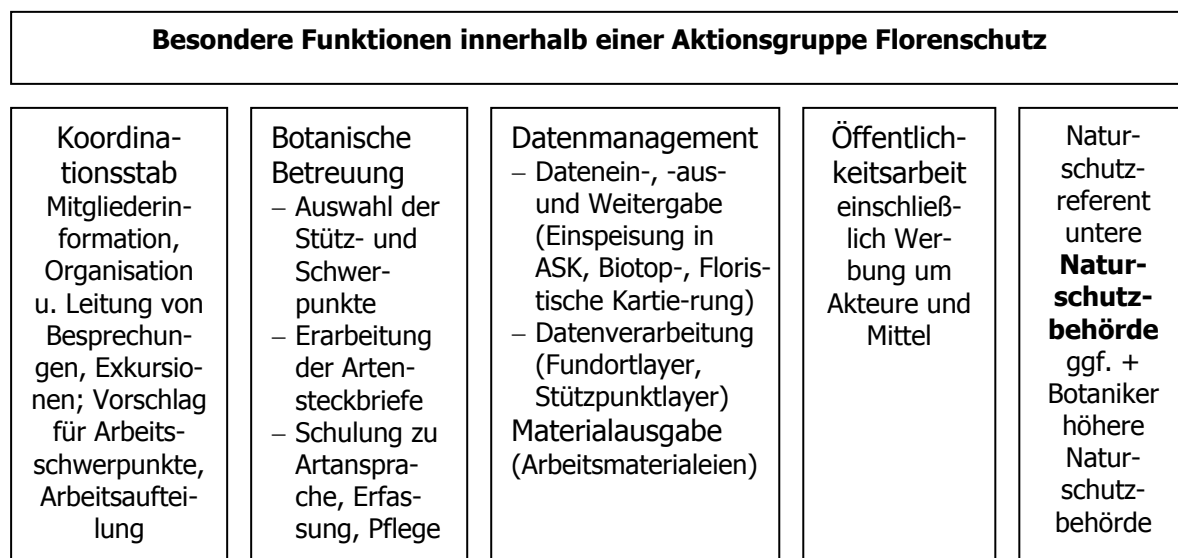 Besondere Funktionen innerhalb einer Aktionsgruppe Florenschutz
Koordina-
tionsstab
Mitgliederin-
formation,
Organisation
u. Leitung von
Besprechun-
gen, Exkursio-
nen; Vorschlag
für Arbeits-
schwerpunkte,
Arbeitsauftei-
lung
Botanische
Betreuung
– Auswahl der
Stütz- und
Schwer-
punkte
– Erarbeitung
der Arten-
steckbriefe
– Schulung zu
Artanspra-
che, Erfas-
sung, Pflege
Datenmanagement
– Datenein-, -aus-
und Weitergabe
(Einspeisung in
ASK, Biotop-, Floris-
tische Kartie-rung)
– Datenverarbeitung
(Fundortlayer,
Stützpunktlayer)
Materialausgabe
(Arbeitsmaterialeien)
Öffentlich-
keitsarbeit
einschließ-
lich Wer-
bung um
Akteure und
Mittel
Natur-
schutz-
referent
untere
Natur-
schutz-
behörde
ggf. +
Botaniker
höhere
Natur-
schutz-
behörde